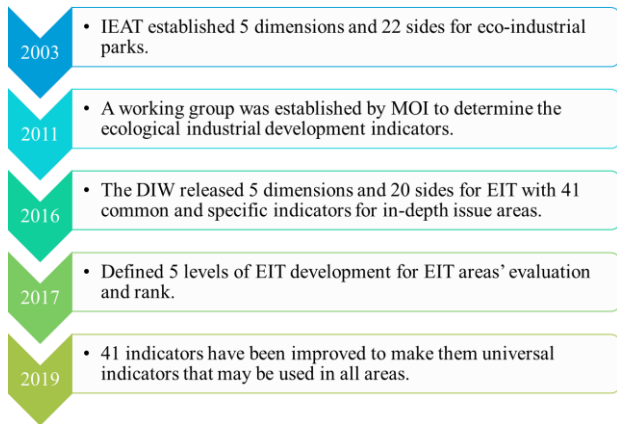 2003
• IEAT established 5 dimensions and 22 sides for eco-industrial
parks.
2011
• A working group was established by MOI to determine the
ecological industrial development indicators.
2016
• The DIW released 5 dimensions and 20 sides for EIT with 41
common and specific indicators for in-depth issue areas.
2017
• Defined 5 levels of EIT development for EIT areas’ evaluation
and rank.
2019
• 41 indicators have been improved to make them universal
indicators that may be used in all areas.